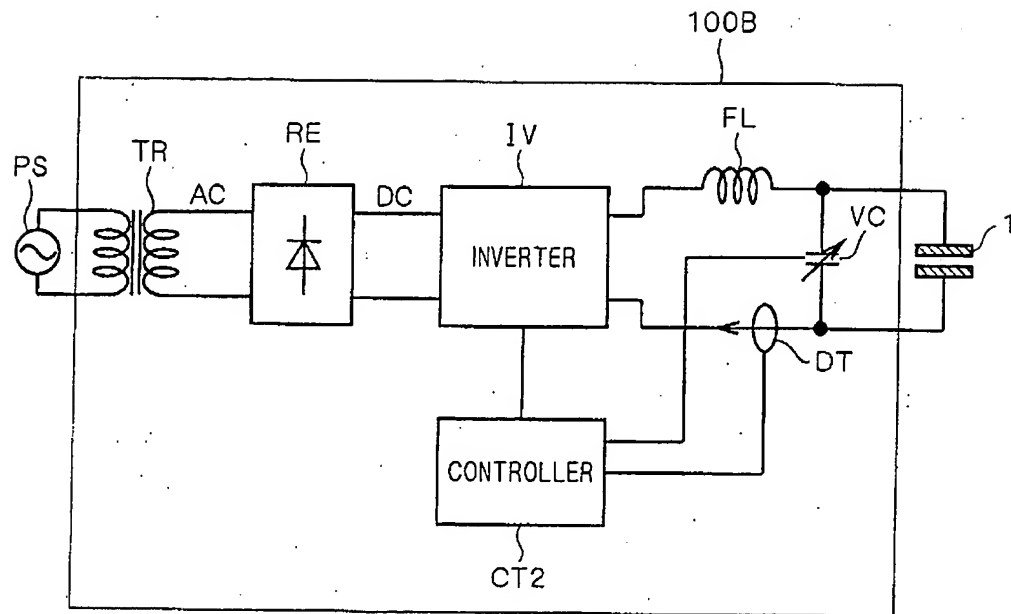 100B
PS
TR
AC
RE
DC
IV
FL
INVERTER
VC
1
DT
CONTROLLER
CT2